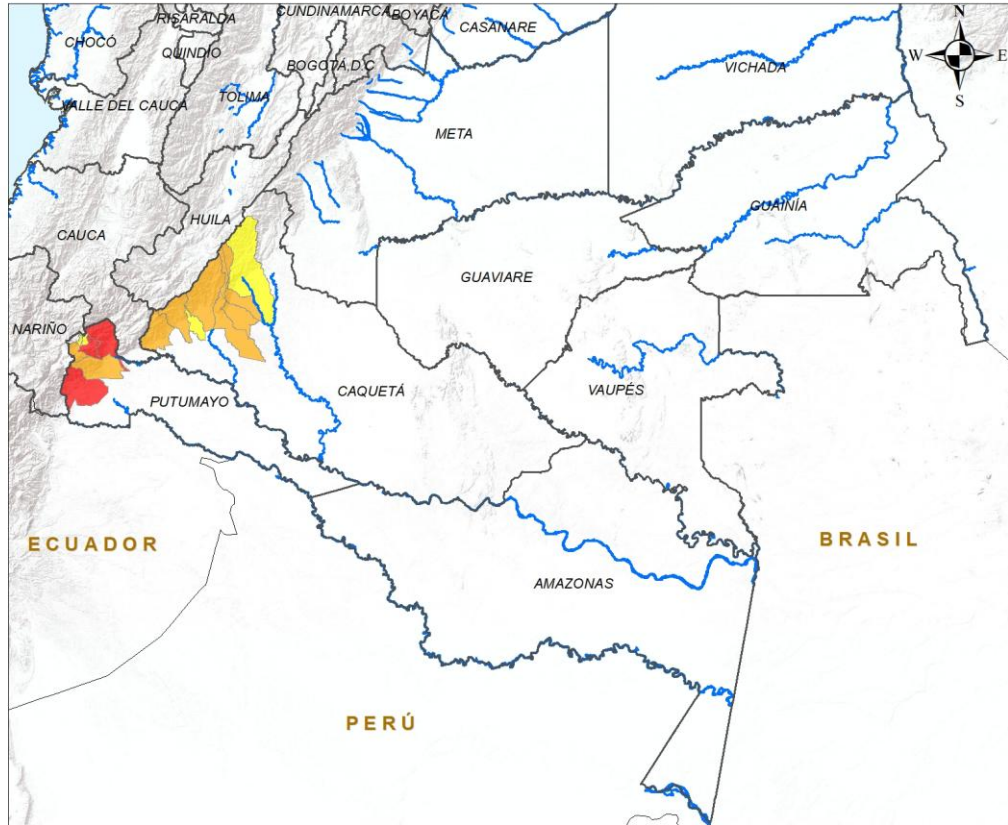 CUNDINAMARCA
BOYACÁ
RISARALDA
CASANARE
N
CHOCÓ
QUINDÍO
W
E
BOGOTÁ D.C
VICHADA
S
VALLE DEL CAUCA
TOLIMA
META
GUAINÍA
HUILA
CAUCA
GUAVIARE
NARIÑO
CAQUETÁ
VAUPÉS
PUTUMAYO
ECUADOR
BRASIL
AMAZONAS
PERÚ